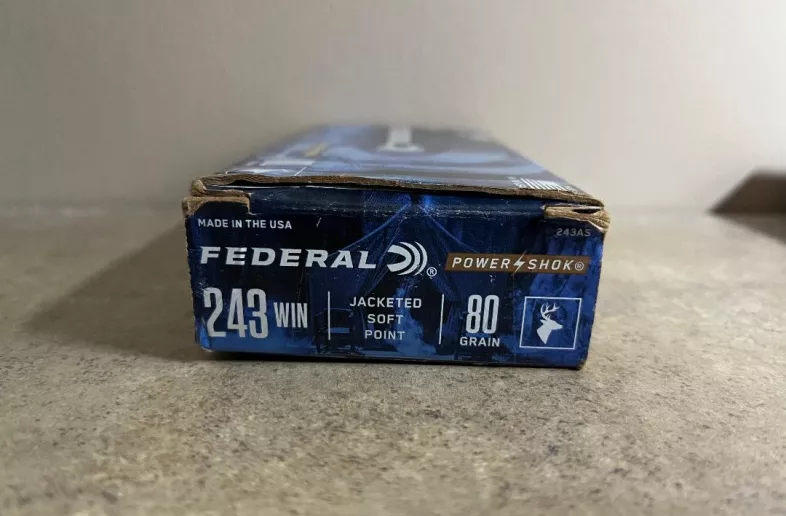 MADE IN THE USA
243AS
FEDERAL ®
POWER SHOK®
243 WIN
JACKETED
SOFT
POINT
80
GRAIN